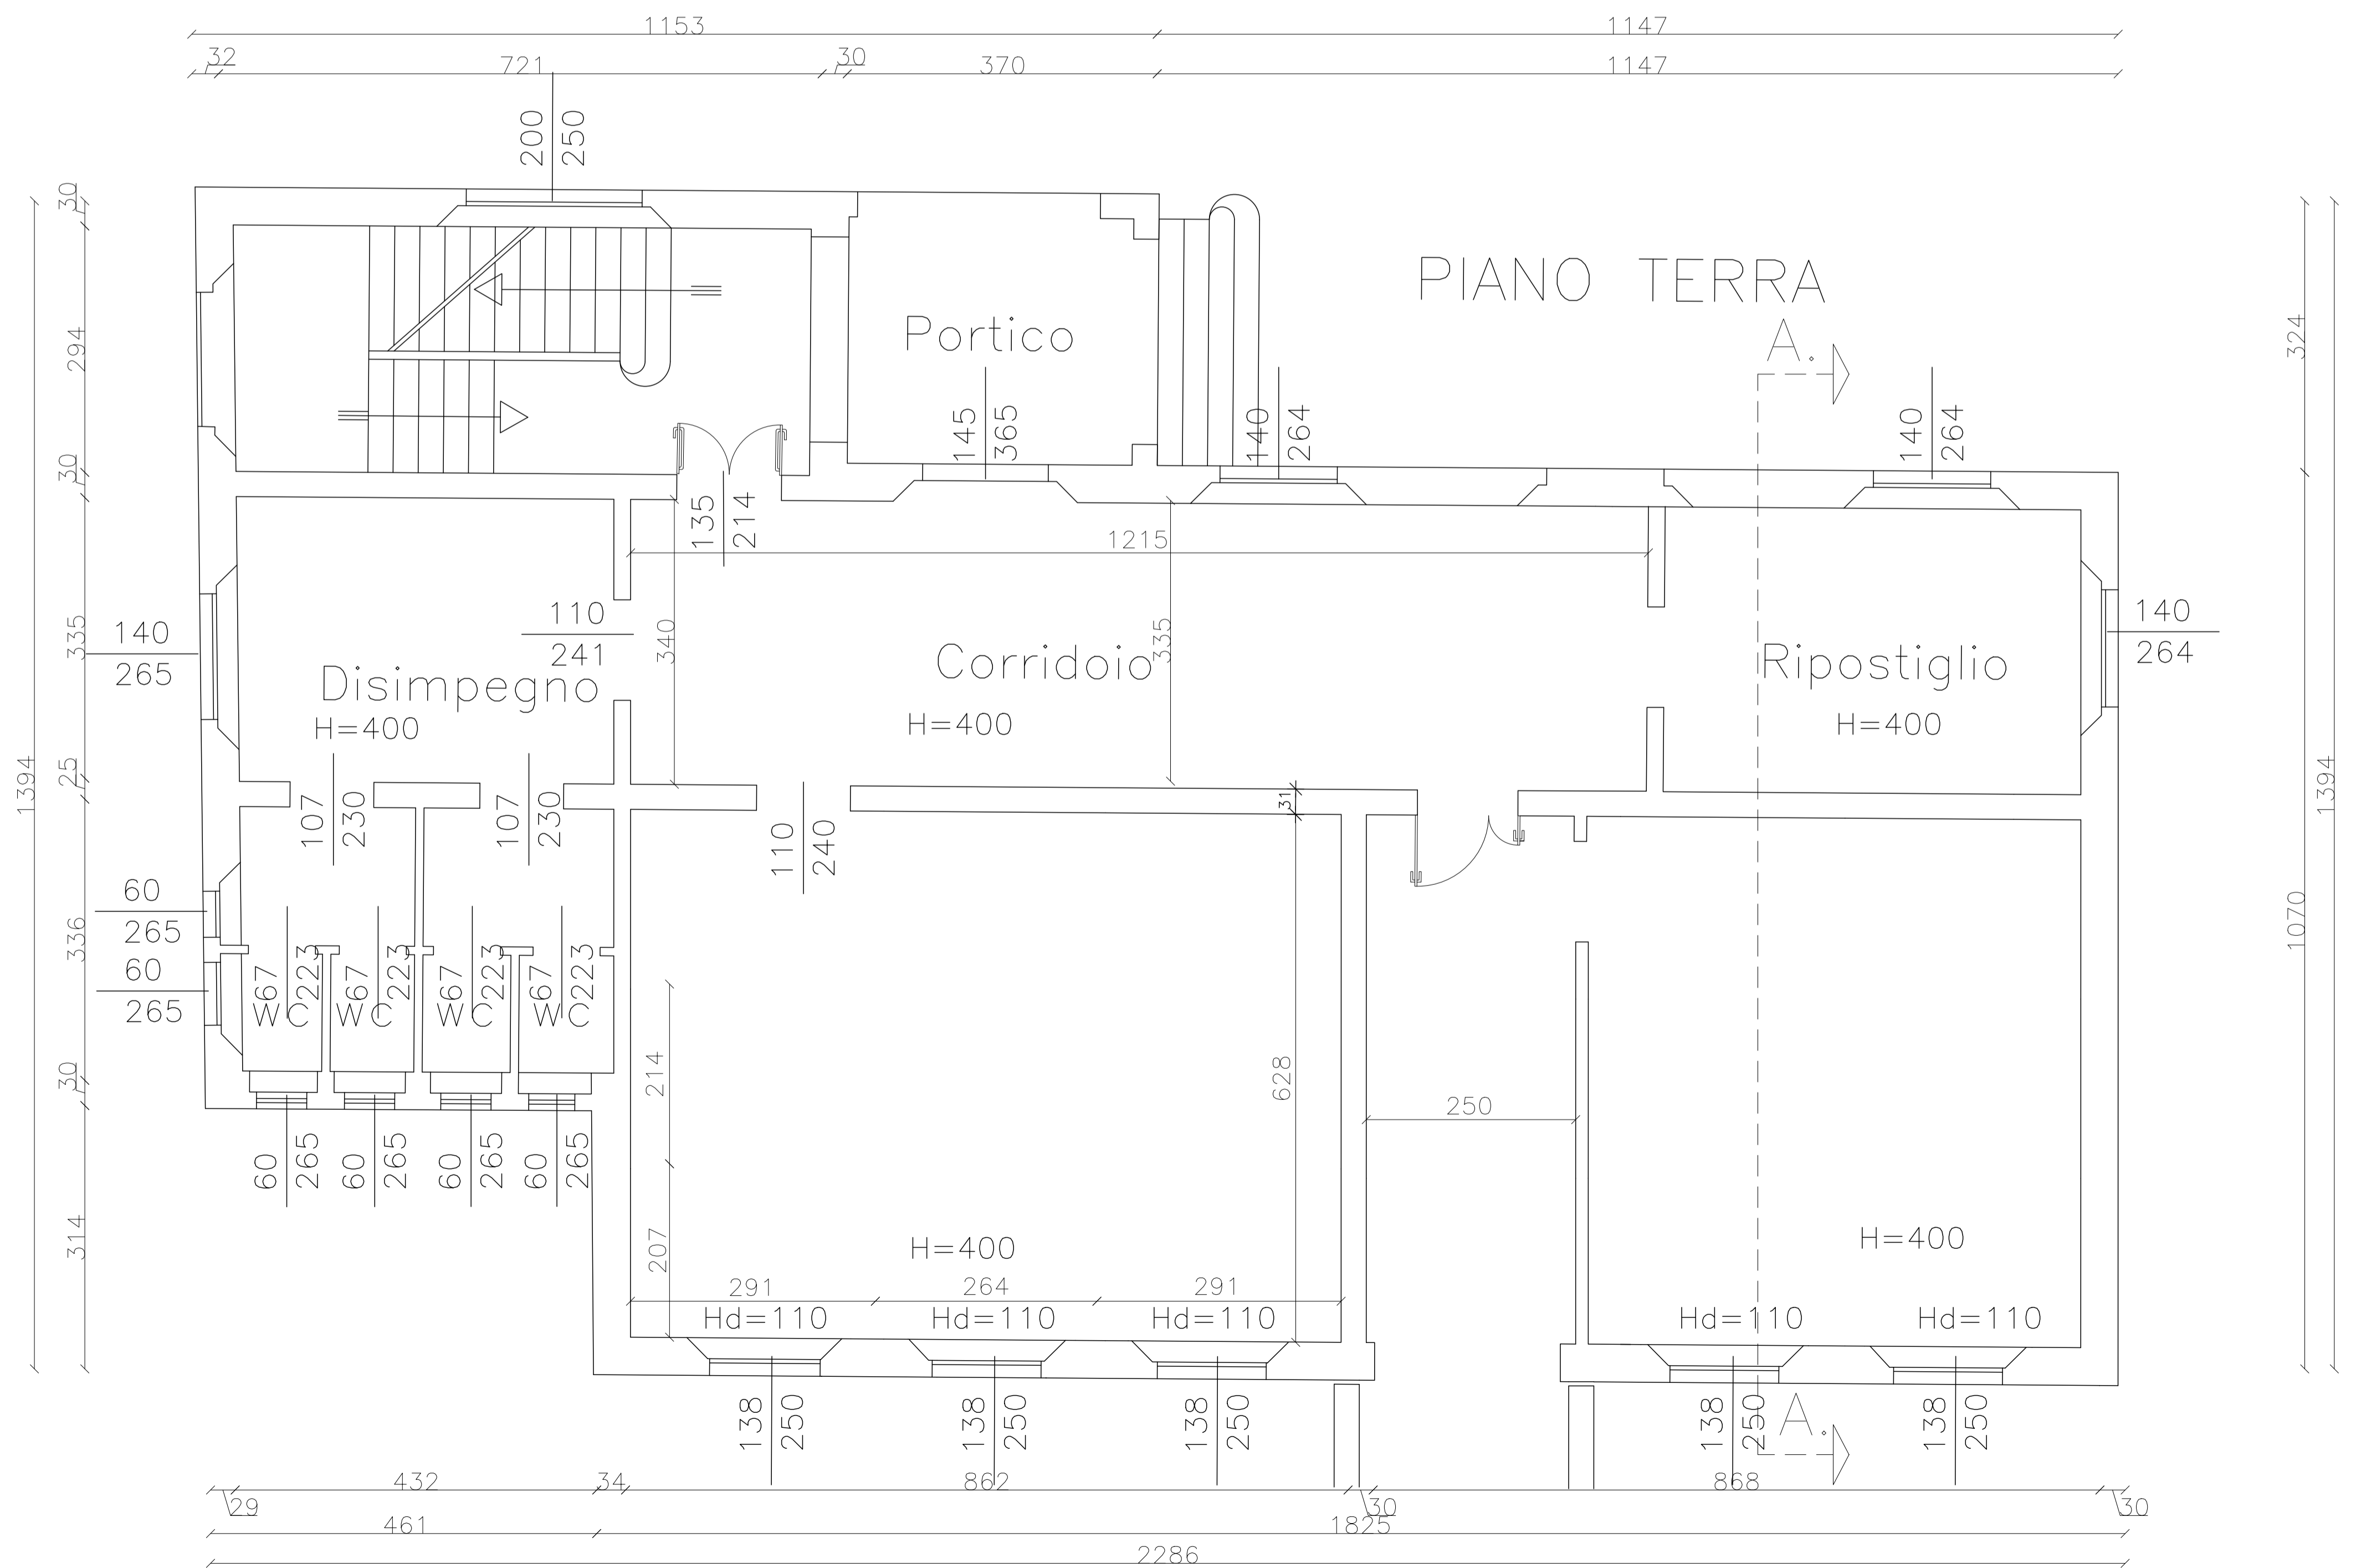 1153 1147
32 721 30 370 1147
200 250
30
PIANO TERRA
A.
294
Portico
324
145 365
140 264
140 264
30
135 214
1215
140
265
335
110
241
340
335
140
264
Disimpegno
H=400
Corridoio
H=400
Ripostiglio
H=400
25
1394
1394
107 230
107 230
110 240
31
60
265
336
60
265
67 223
67 223
67 223
67 223
WC
WC
WC
WC
1070
30
214
628
250
60 265
60 265
60 265
60 265
314
207
H=400
H=400
291 264 291
Hd=110 Hd=110 Hd=110 Hd=110 Hd=110
138 250
138 250
138 250
138 250
138 250
A.
432 34 862 868
29 30 30
461 1825
2286